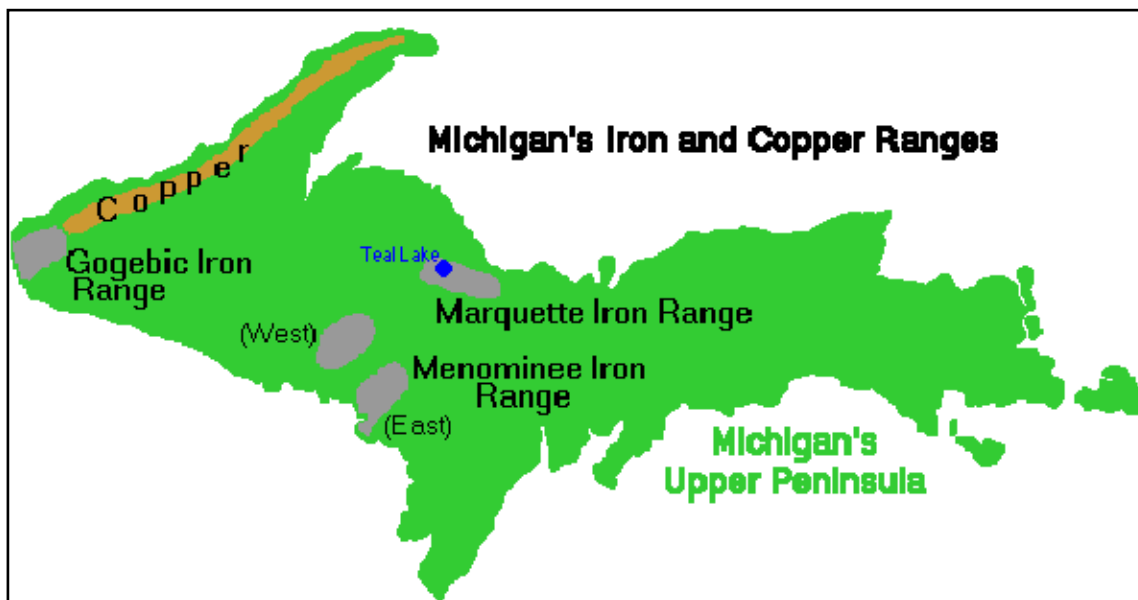 Michigan's Iron and Copper Ranges
Copper
Teal Lake
Gogebic Iron
Range
Marquette Iron Range
(West)
Menominee Iron
Range
(East)
Michigan's
Upper Peninsula